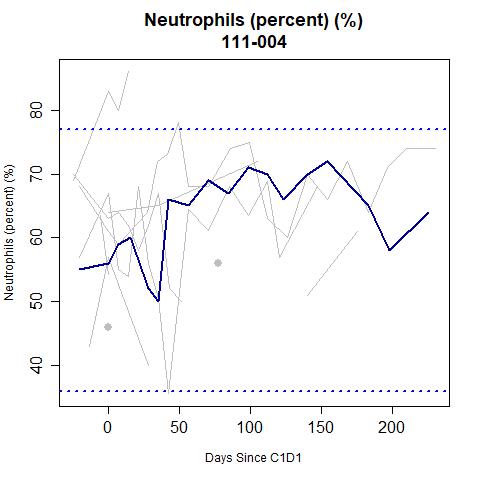 Neutrophils (percent) (%)
111-004
Neutrophils (percent) (%)
80
70
60
50
40
0 50 100 150 200
Days Since C1D1